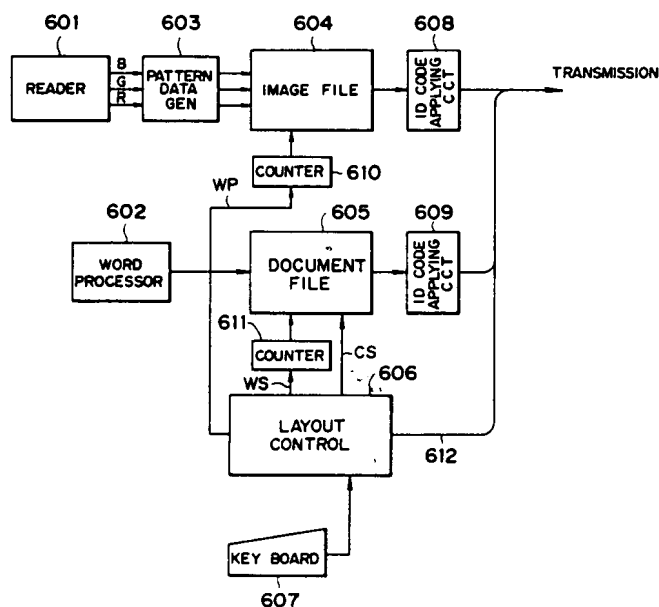 601
603
604
608
READER
B
G
R
PATTERN
DATA
GEN
IMAGE FILE
ID CODE
APPLYING
CCT
TRANSMISSION
COUNTER
610
WP
602
605
609
WORD
PROCESSOR
DOCUMENT
FILE
ID CODE
APPLYING
CCT
611
COUNTER
CS
WS
606
LAYOUT
CONTROL
612
KEY BOARD
607